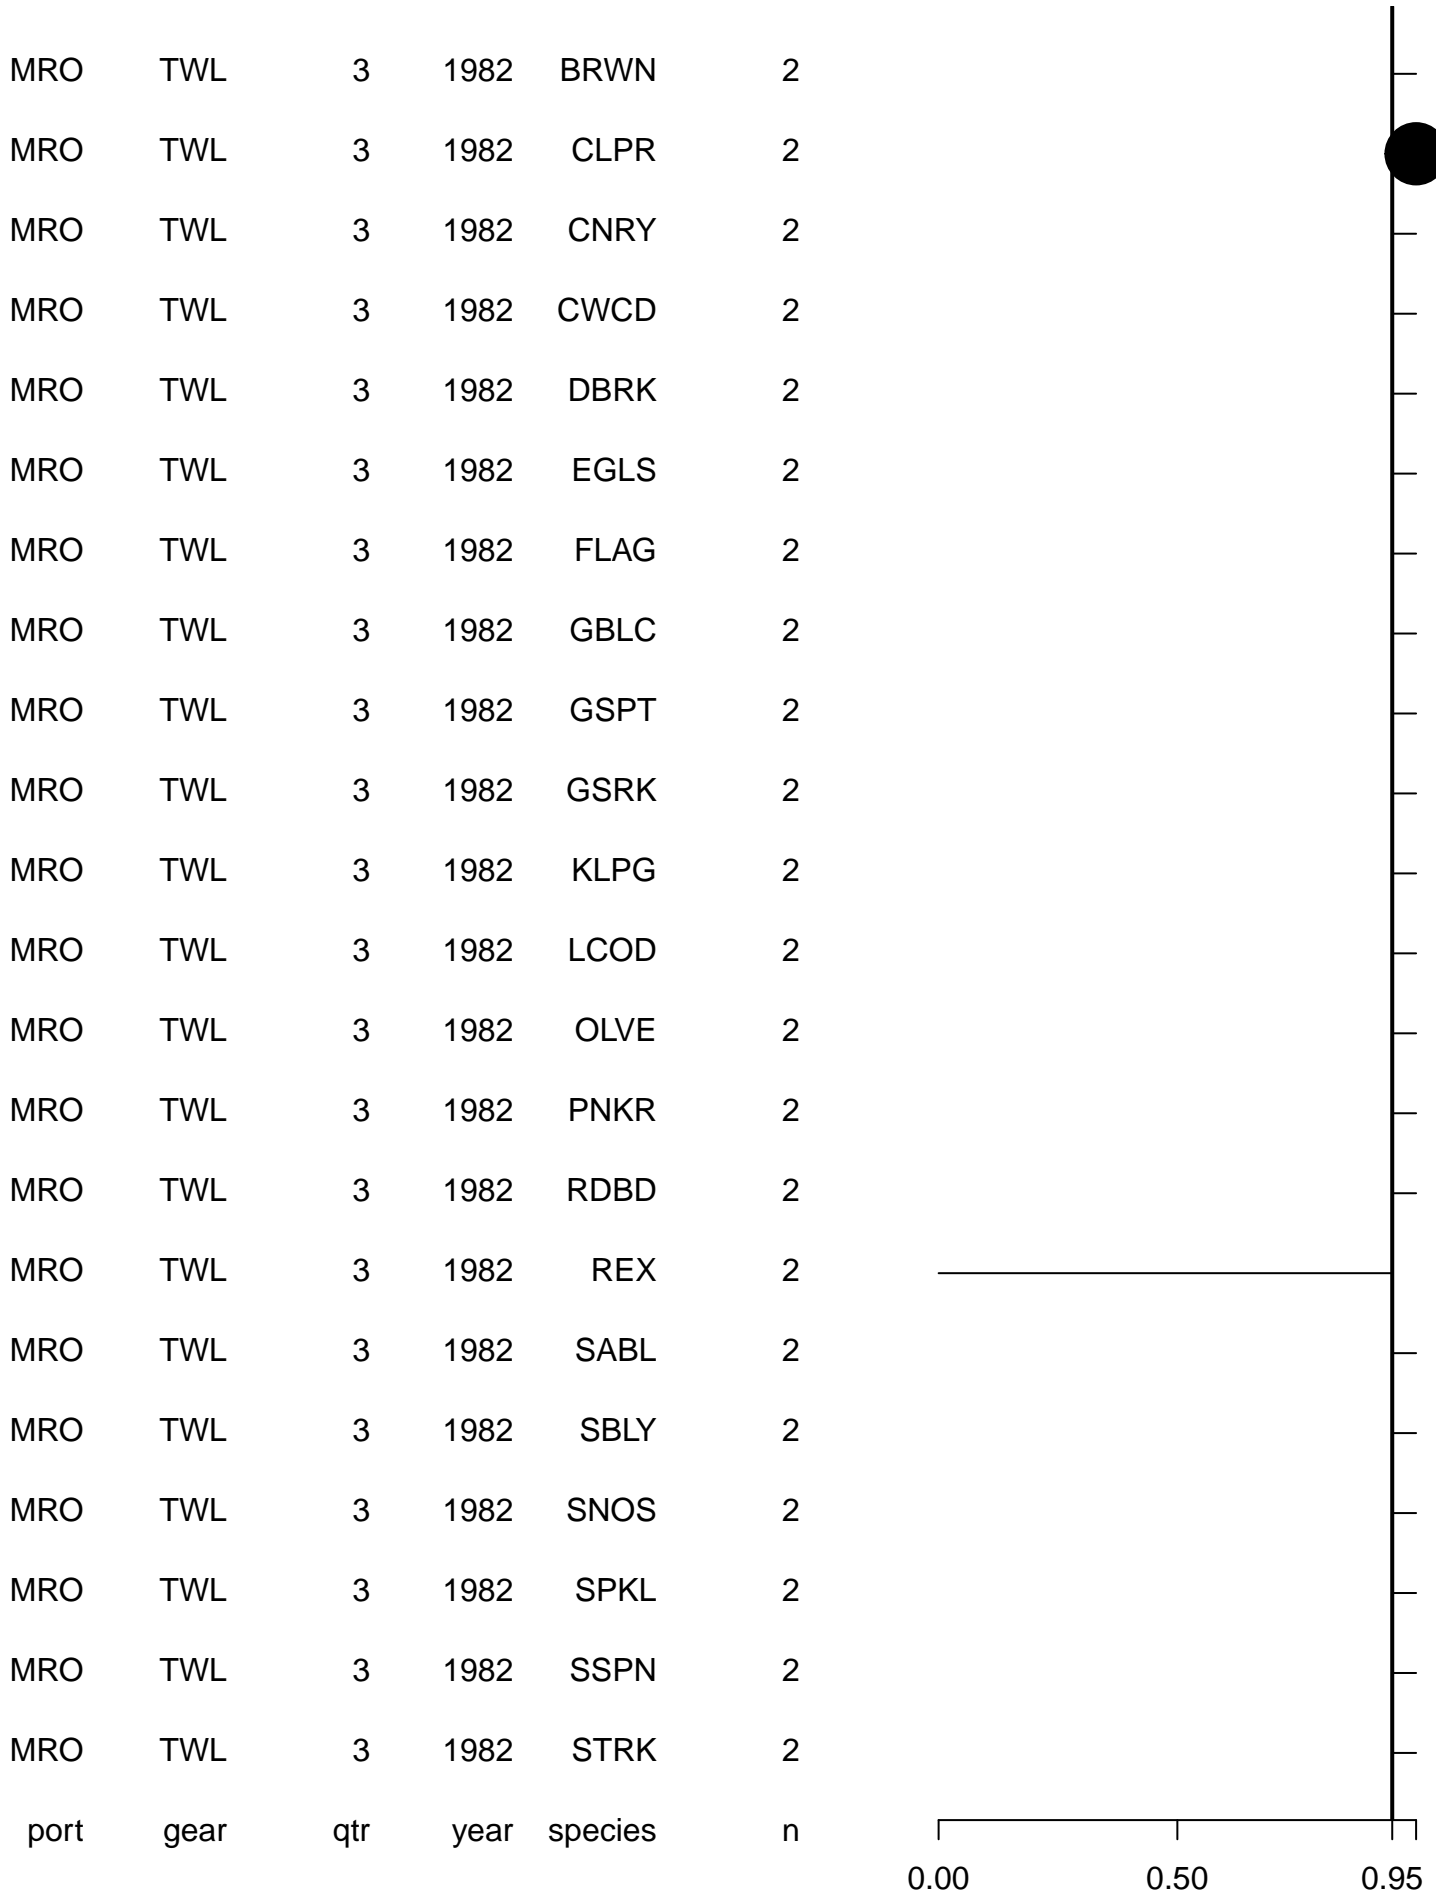 MRO TWL 3 1982 BRWN 2
MRO TWL 3 1982 CLPR 2
MRO TWL 3 1982 CNRY 2
MRO TWL 3 1982 CWCD 2
MRO TWL 3 1982 DBRK 2
MRO TWL 3 1982 EGLS 2
MRO TWL 3 1982 FLAG 2
MRO TWL 3 1982 GBLC 2
MRO TWL 3 1982 GSPT 2
MRO TWL 3 1982 GSRK 2
MRO TWL 3 1982 KLPG 2
MRO TWL 3 1982 LCOD 2
MRO TWL 3 1982 OLVE 2
MRO TWL 3 1982 PNKR 2
MRO TWL 3 1982 RDBD 2
MRO TWL 3 1982 REX 2
MRO TWL 3 1982 SABL 2
MRO TWL 3 1982 SBLY 2
MRO TWL 3 1982 SNOS 2
MRO TWL 3 1982 SPKL 2
MRO TWL 3 1982 SSPN 2
MRO TWL 3 1982 STRK 2
port gear qtr year species n
0.00 0.50 0.95